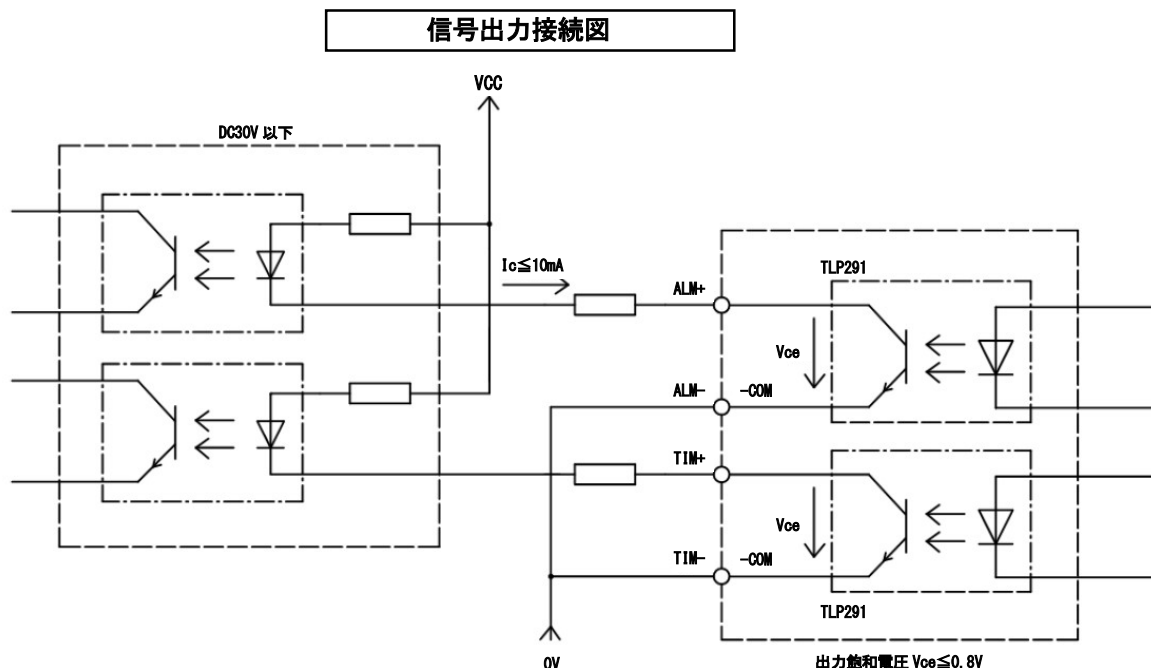 信号出力接続図
VCC
DC30V 以下
Ic≦10mA
TLP291
ALM+
Vce
ALM- -COM
TIM+
Vce
TIM- -COM
TLP291
0V
出力飽和電圧 Vce≦0.8V